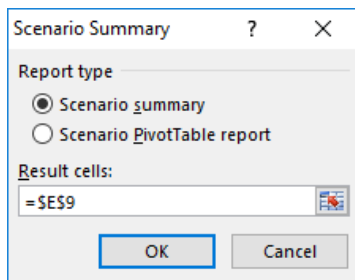 Scenario Summary ?
Report type
Scenario summary
Scenario PivotTable report
Result cells:
=$E$9
OK Cancel